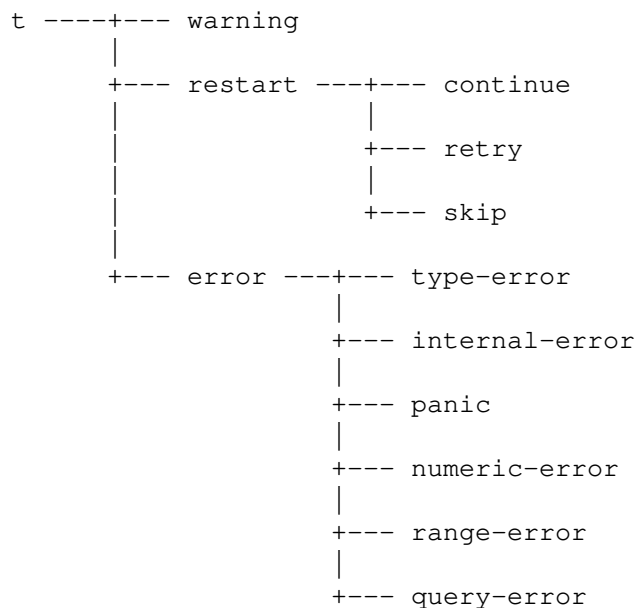 t ----+--- warning
      |
      +--- restart ---+--- continue
      |               |
      |               +--- retry
      |               |
      |               +--- skip
      |
      +--- error ---+--- type-error
                    |
                    +--- internal-error
                    |
                    +--- panic
                    |
                    +--- numeric-error
                    |
                    +--- range-error
                    |
                    +--- query-error